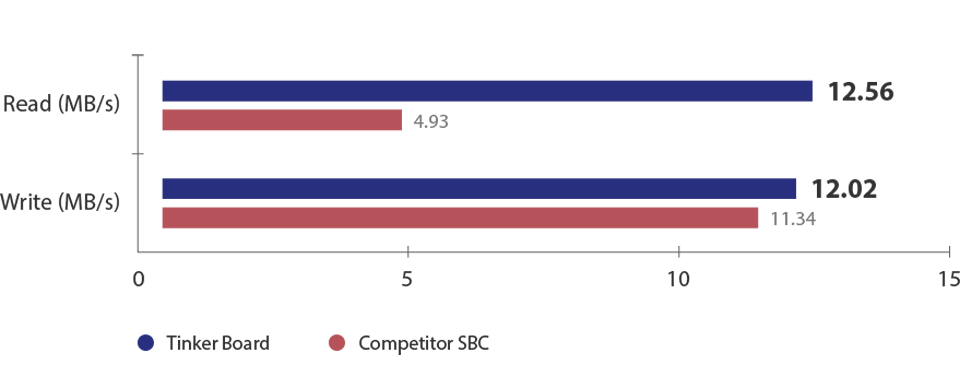 Read (MB/s)
12.56
4.93
Write (MB/s)
12.02
11.34
0 5 10 15
Tinker Board Competitor SBC